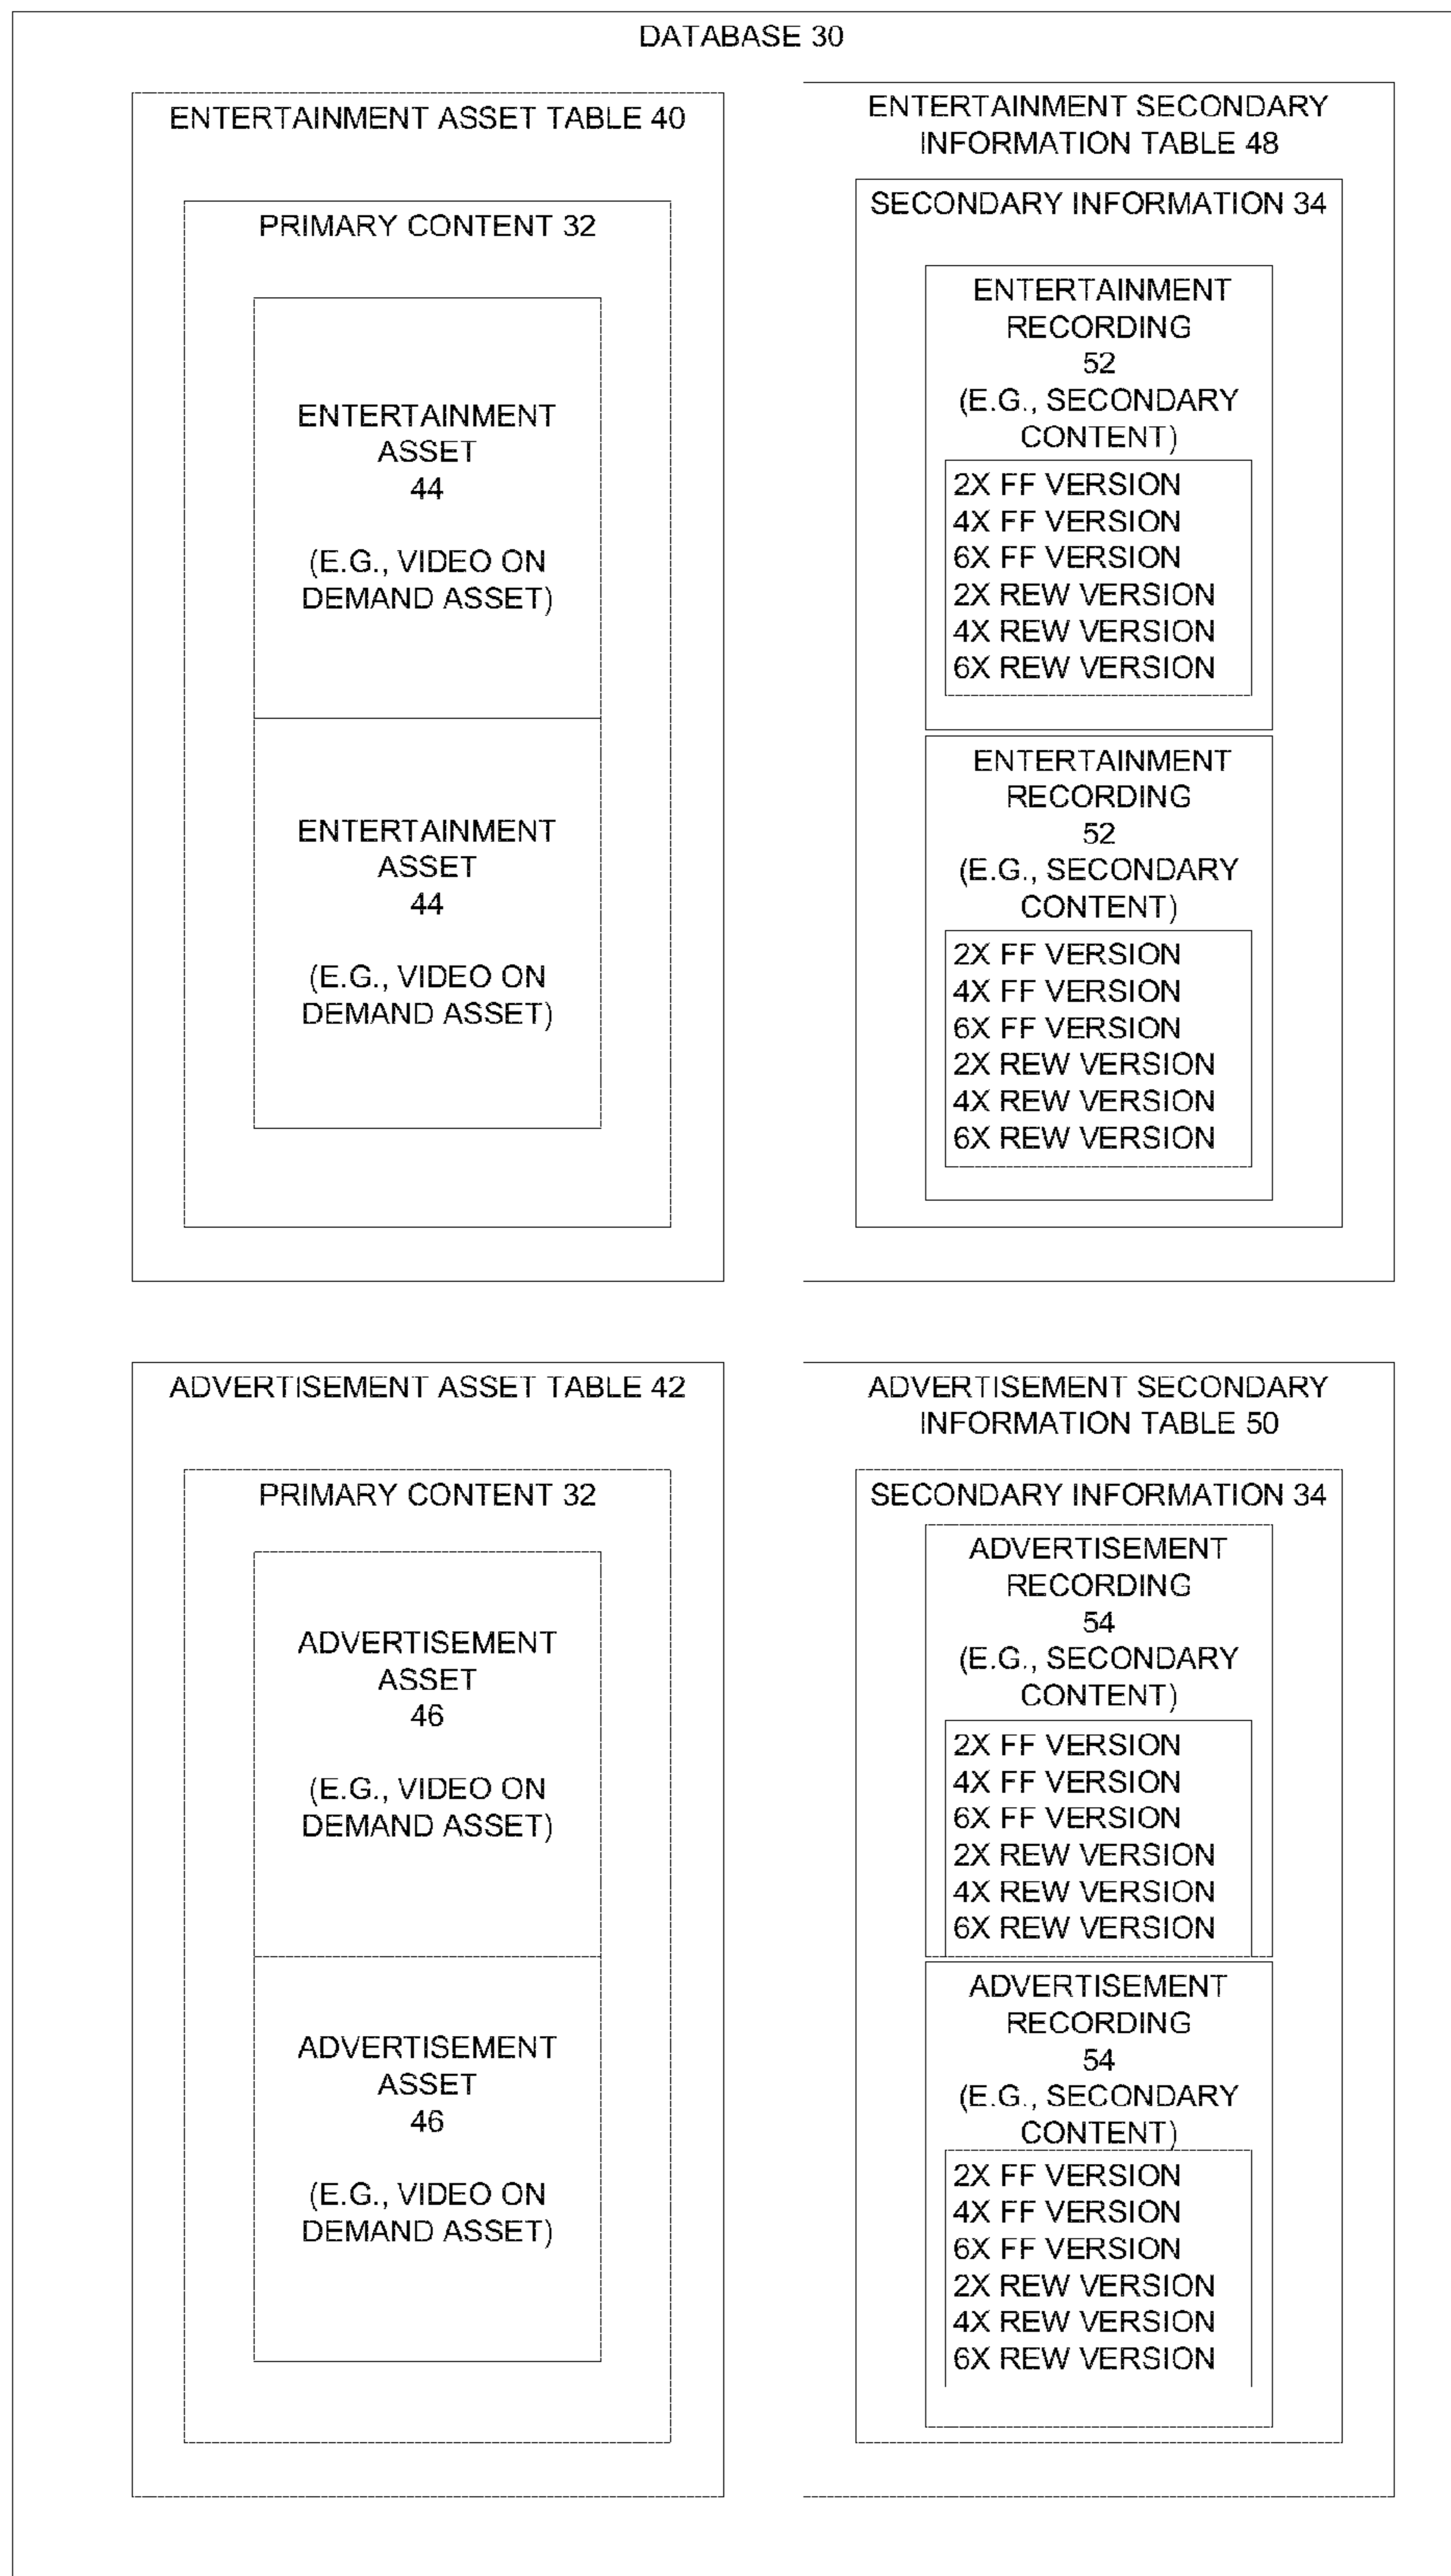 DATABASE 30
ENTERTAINMENT ASSET TABLE 40
PRIMARY CONTENT 32
ENTERTAINMENT
ASSET
44
(E.G., VIDEO ON
DEMAND ASSET)
ENTERTAINMENT
ASSET
44
(E.G., VIDEO ON
DEMAND ASSET)
ENTERTAINMENT SECONDARY
INFORMATION TABLE 48
SECONDARY INFORMATION 34
ENTERTAINMENT
RECORDING
52
(E.G., SECONDARY
CONTENT)
2X FF VERSION
4X FF VERSION
6X FF VERSION
2X REW VERSION
4X REW VERSION
6X REW VERSION
ENTERTAINMENT
RECORDING
52
(E.G., SECONDARY
CONTENT)
2X FF VERSION
4X FF VERSION
6X FF VERSION
2X REW VERSION
4X REW VERSION
6X REW VERSION
ADVERTISEMENT ASSET TABLE 42
PRIMARY CONTENT 32
ADVERTISEMENT
ASSET
46
(E.G., VIDEO ON
DEMAND ASSET)
ADVERTISEMENT
ASSET
46
(E.G., VIDEO ON
DEMAND ASSET)
ADVERTISEMENT SECONDARY
INFORMATION TABLE 50
SECONDARY INFORMATION 34
ADVERTISEMENT
RECORDING
54
(E.G., SECONDARY
CONTENT)
2X FF VERSION
4X FF VERSION
6X FF VERSION
2X REW VERSION
4X REW VERSION
6X REW VERSION
ADVERTISEMENT
RECORDING
54
(E.G., SECONDARY
CONTENT)
2X FF VERSION
4X FF VERSION
6X FF VERSION
2X REW VERSION
4X REW VERSION
6X REW VERSION